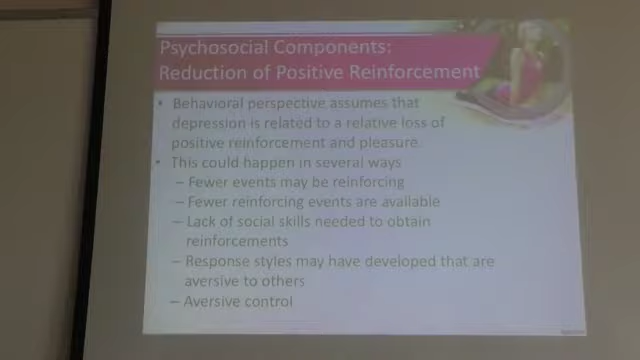 Psychosocial Components:
Reduction of Positive Reinforcement
• Behavioral perspective assumes that
depression is related to a relative loss of
positive reinforcement and pleasure
• This could happen in several ways
– Fewer events may be reinforcing
– Fewer reinforcing events are available
– Lack of social skills needed to obtain
reinforcements
– Response styles may have developed that are
aversive to others
– Aversive control